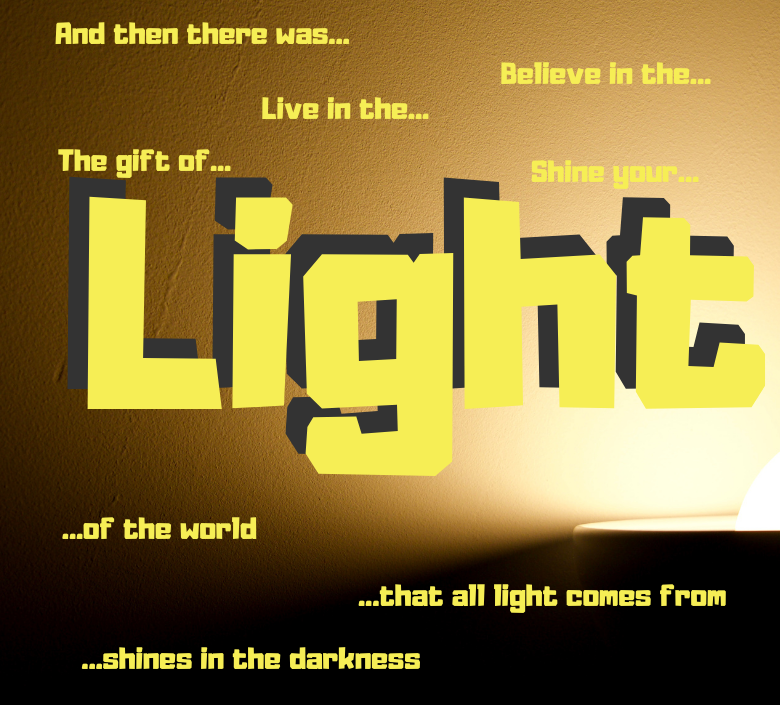 And then there was...
Believe in the...
Live in the...
The gift of...
Shine your...
Light
...of the world
...that all light comes from
...shines in the darkness